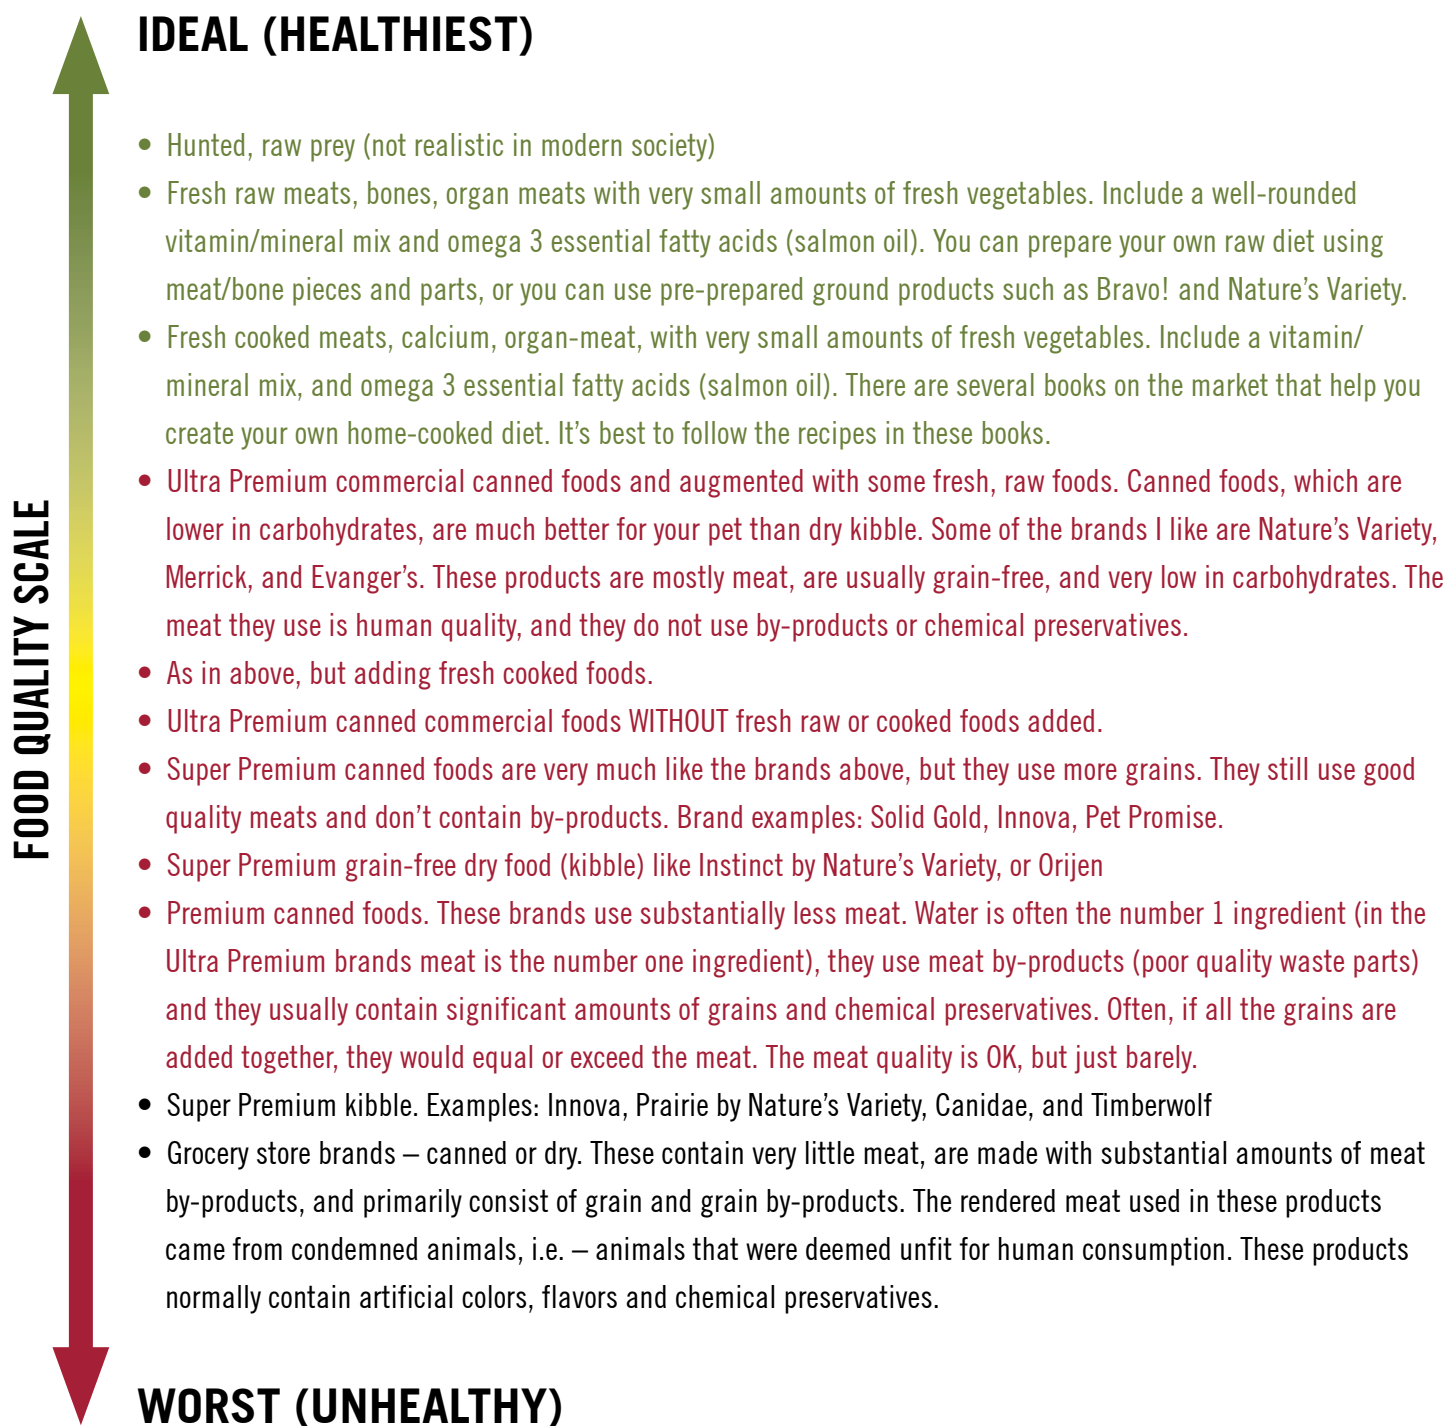 IDEAL (HEALTHIEST)
• Hunted, raw prey (not realistic in modern society)
• Fresh raw meats, bones, organ meats with very small amounts of fresh vegetables. Include a well-rounded
vitamin/mineral mix and omega 3 essential fatty acids (salmon oil). You can prepare your own raw diet using
meat/bone pieces and parts, or you can use pre-prepared ground products such as Bravo! and Nature’s Variety.
• Fresh cooked meats, calcium, organ-meat, with very small amounts of fresh vegetables. Include a vitamin/
mineral mix, and omega 3 essential fatty acids (salmon oil). There are several books on the market that help you
create your own home-cooked diet. It’s best to follow the recipes in these books.
• Ultra Premium commercial canned foods and augmented with some fresh, raw foods. Canned foods, which are
lower in carbohydrates, are much better for your pet than dry kibble. Some of the brands I like are Nature’s Variety,
Merrick, and Evanger’s. These products are mostly meat, are usually grain-free, and very low in carbohydrates. The
meat they use is human quality, and they do not use by-products or chemical preservatives.
• As in above, but adding fresh cooked foods.
• Ultra Premium canned commercial foods WITHOUT fresh raw or cooked foods added.
• Super Premium canned foods are very much like the brands above, but they use more grains. They still use good
quality meats and don’t contain by-products. Brand examples: Solid Gold, Innova, Pet Promise.
• Super Premium grain-free dry food (kibble) like Instinct by Nature’s Variety, or Orijen
• Premium canned foods. These brands use substantially less meat. Water is often the number 1 ingredient (in the
Ultra Premium brands meat is the number one ingredient), they use meat by-products (poor quality waste parts)
and they usually contain significant amounts of grains and chemical preservatives. Often, if all the grains are
added together, they would equal or exceed the meat. The meat quality is OK, but just barely.
• Super Premium kibble. Examples: Innova, Prairie by Nature’s Variety, Canidae, and Timberwolf
• Grocery store brands – canned or dry. These contain very little meat, are made with substantial amounts of meat
by-products, and primarily consist of grain and grain by-products. The rendered meat used in these products
came from condemned animals, i.e. – animals that were deemed unfit for human consumption. These products
normally contain artificial colors, flavors and chemical preservatives.
WORST (UNHEALTHY)
FOOD QUALITY SCALE